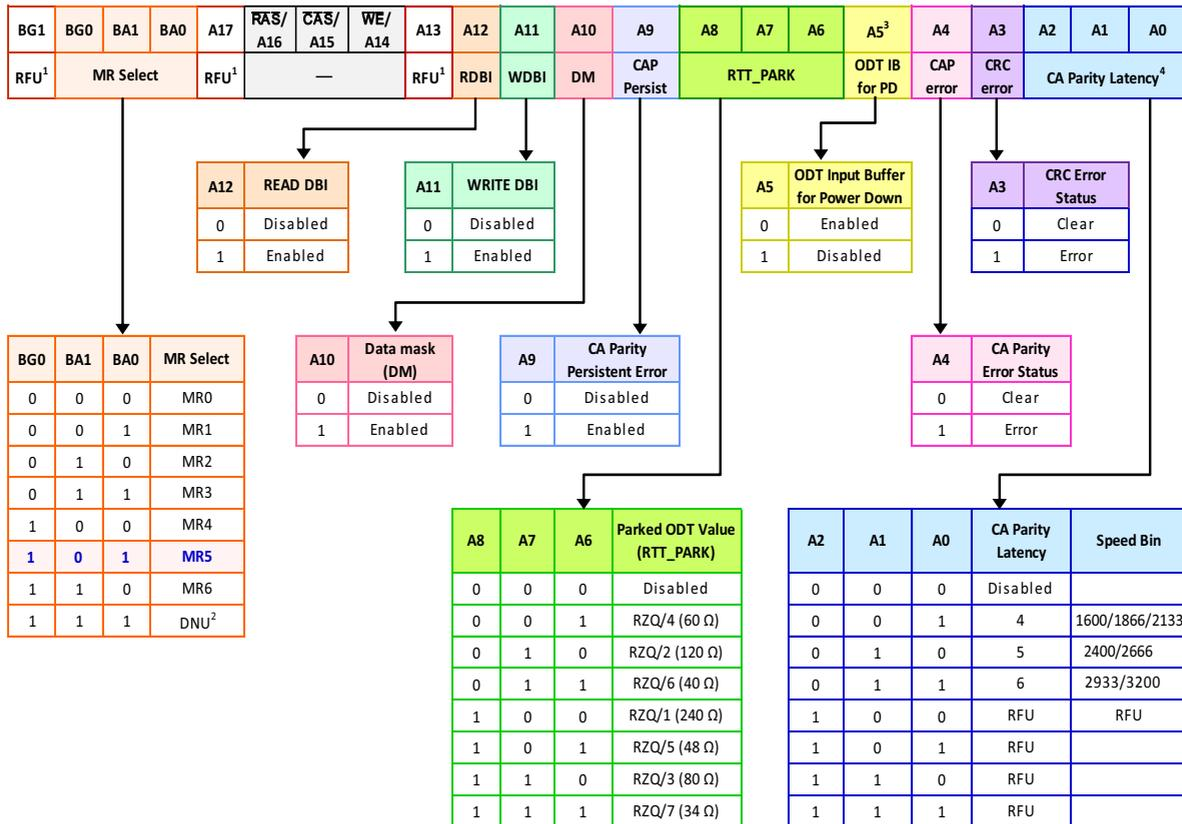 BG1 BG0 BA1 BA0 A17 RAS/ A16 CAS/ A15 WE/ A14 A13 A12 A11 A10 A9 A8 A7 A6 A5³ A4 A3 A2 A1 A0
RFU¹ MR Select RFU¹ — RFU¹ RDBI WDBI DM CAP Persist RTT_PARK ODT IB for PD CAP error CRC error CA Parity Latency⁴
A12 READ DBI
0 Disabled
1 Enabled
A11 WRITE DBI
0 Disabled
1 Enabled
A5 ODT Input Buffer for Power Down
0 Enabled
1 Disabled
A3 CRC Error Status
0 Clear
1 Error
BG0 BA1 BA0 MR Select
0 0 0 MR0
0 0 1 MR1
0 1 0 MR2
0 1 1 MR3
1 0 0 MR4
1 0 1 MR5
1 1 0 MR6
1 1 1 DNU²
A10 Data mask (DM)
0 Disabled
1 Enabled
A9 CA Parity Persistent Error
0 Disabled
1 Enabled
A4 CA Parity Error Status
0 Clear
1 Error
A8 A7 A6 Parked ODT Value (RTT_PARK)
0 0 0 Disabled
0 0 1 RZQ/4 (60 Ω)
0 1 0 RZQ/2 (120 Ω)
0 1 1 RZQ/6 (40 Ω)
1 0 0 RZQ/1 (240 Ω)
1 0 1 RZQ/5 (48 Ω)
1 1 0 RZQ/3 (80 Ω)
1 1 1 RZQ/7 (34 Ω)
A2 A1 A0 CA Parity Latency Speed Bin
0 0 0 Disabled
0 0 1 4 1600/1866/2133
0 1 0 5 2400/2666
0 1 1 6 2933/3200
1 0 0 RFU RFU
1 0 1 RFU
1 1 0 RFU
1 1 1 RFU